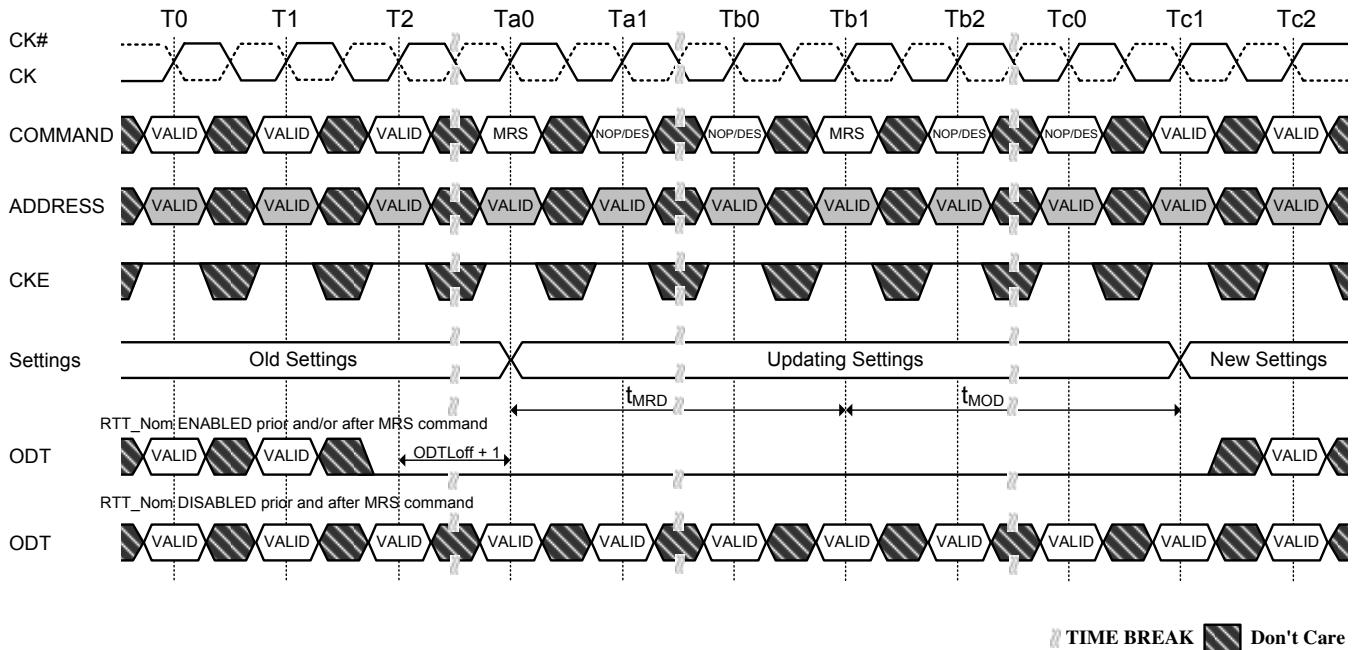 T0 T1 T2 Ta0 Ta1 Tb0 Tb1 Tb2 Tc0 Tc1 Tc2
CK#
CK
COMMAND VALID VALID VALID MRS NOP/DES NOP/DES MRS NOP/DES NOP/DES VALID VALID
ADDRESS VALID VALID VALID VALID VALID VALID VALID VALID VALID VALID VALID
CKE
Settings Old Settings Updating Settings New Settings
tMRD tMOD
RTT_Nom ENABLED prior and/or after MRS command
ODT VALID VALID ODTLoff + 1 VALID
RTT_Nom DISABLED prior and after MRS command
ODT VALID VALID VALID VALID VALID VALID VALID VALID VALID VALID VALID
TIME BREAK Don't Care